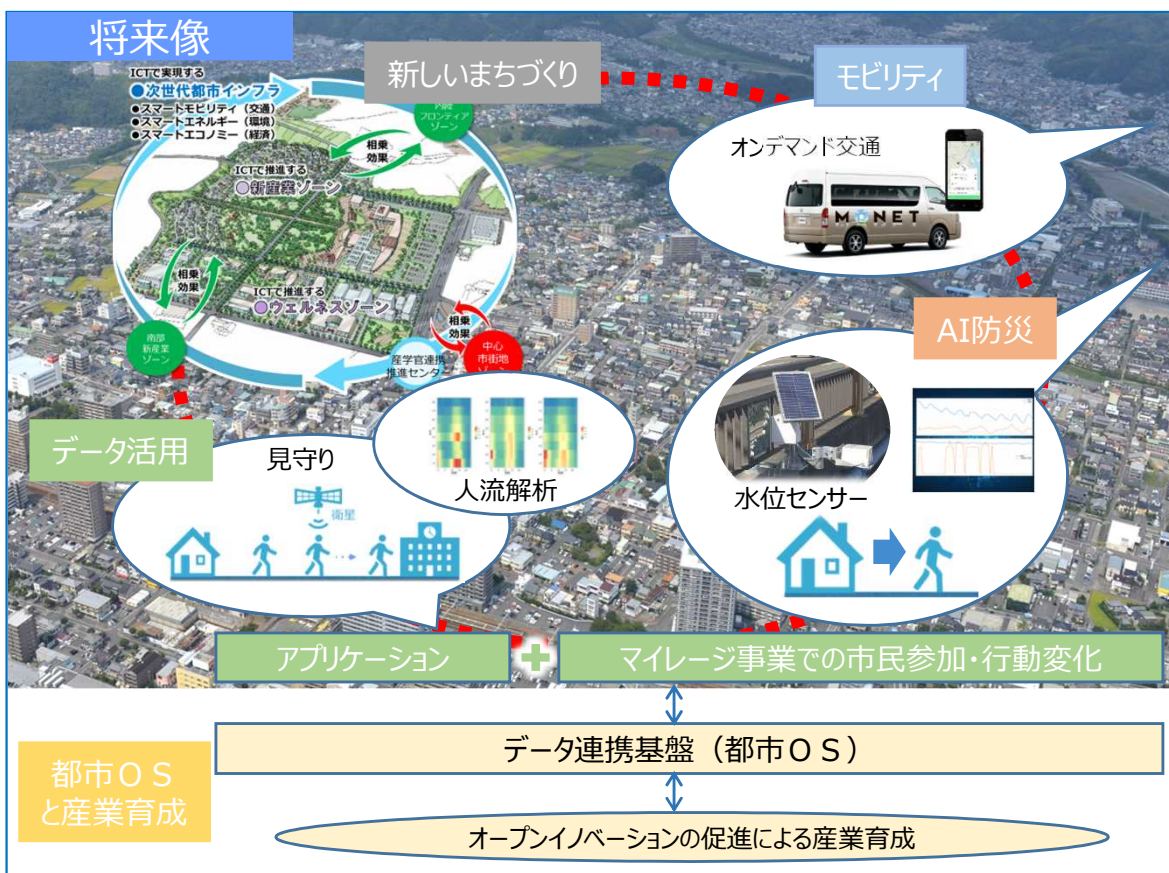 将来像
新しいまちづくり
モビリティ
ICTで実現する
●次世代都市インフラ
●スマートモビリティ（交通）
●スマートエネルギー（環境）
●スマートエコノミー（経済）
フロンティア
ゾーン
相乗
効果
ICTで推進する
●新産業ゾーン
相乗
効果
ICTで推進する
●ウェルネスゾーン
相乗
効果
南部
新産業
ゾーン
産学官連携
推進センター
中心
市街地
ゾーン
オンデマンド交通
MONET
AI防災
水位センサー
データ活用
見守り
衛星
人流解析
アプリケーション
マイレージ事業での市民参加・行動変化
データ連携基盤（都市ＯＳ）
都市ＯＳ
と産業育成
オープンイノベーションの促進による産業育成